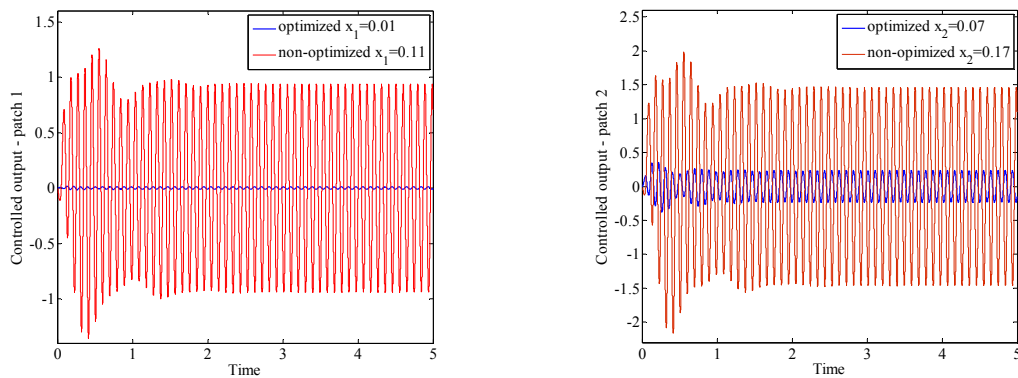 optimized x1=0.01
non-optimized x1=0.11
Controlled output - patch 1
1.5
1
0.5
0
-0.5
-1
0 1 2 3 4 5
Time
optimized x2=0.07
non-optimized x2=0.17
Controlled output - patch 2
2.5
2
1.5
1
0.5
0
-0.5
-1
-1.5
-2
0 1 2 3 4 5
Time